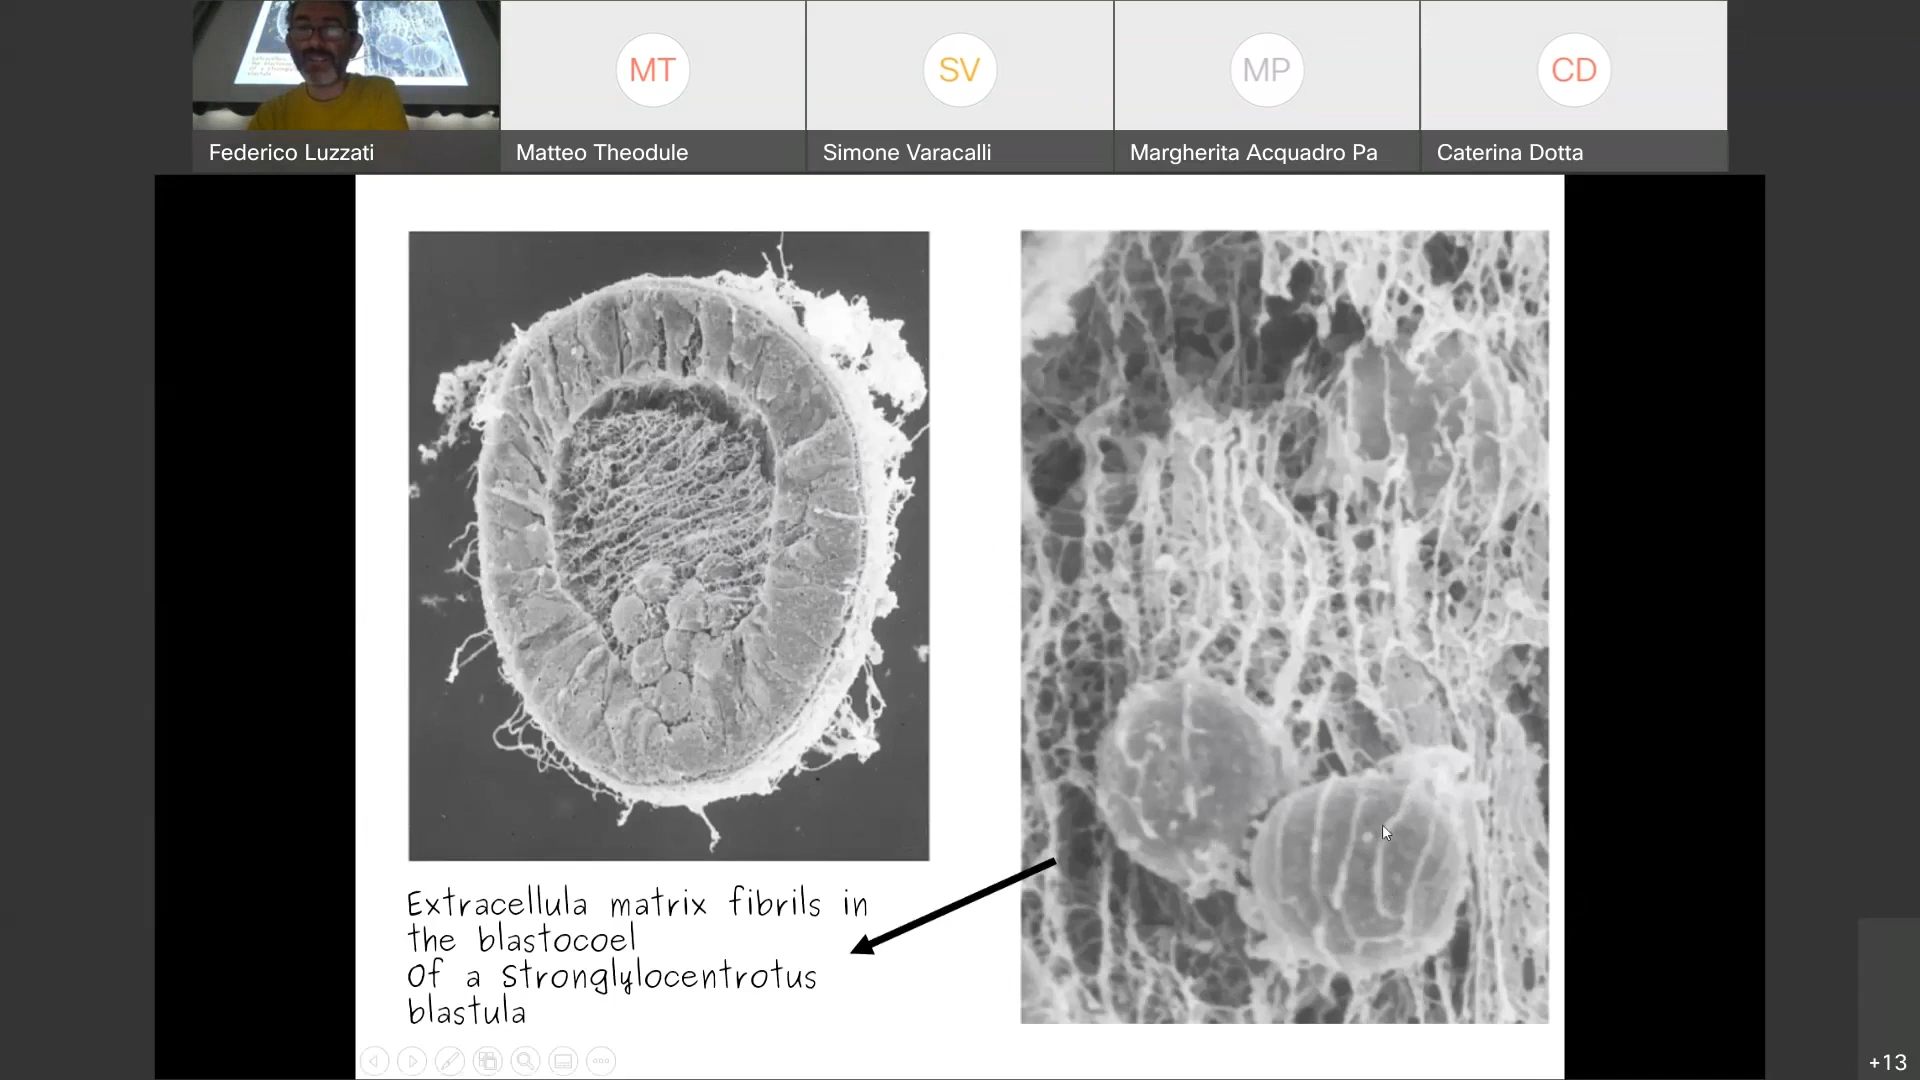 MT
SV
MP
CD
Federico Luzzati
Matteo Theodule
Simone Varacalli
Margherita Acquadro Pa
Caterina Dotta
Extracellula matrix fibrils in
the blastocoel
Of a Stronglylocentrotus
blastula
+13